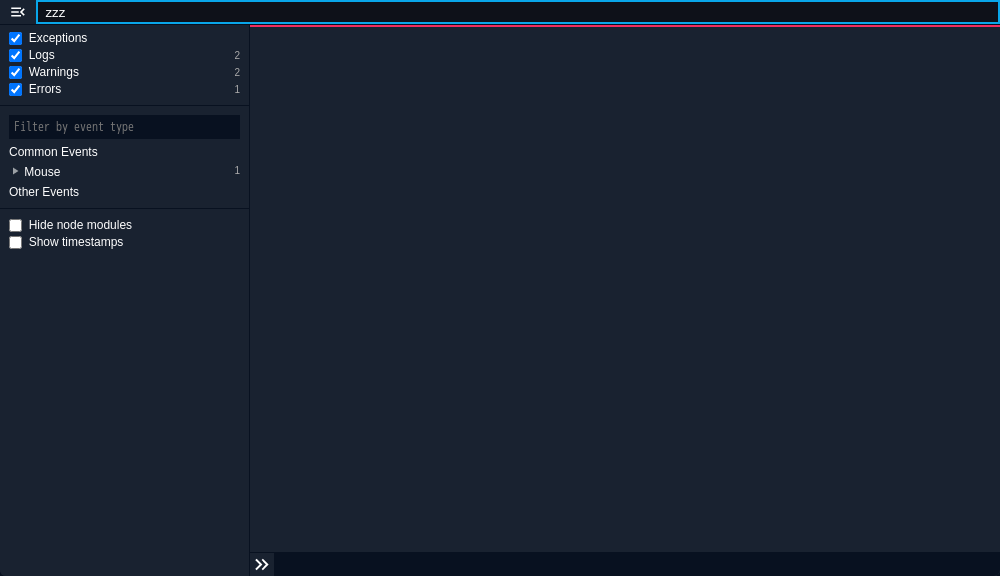 zzz
Exceptions
Logs 2
Warnings 2
Errors 1
Filter by event type
Common Events
Mouse 1
Other Events
Hide node modules
Show timestamps